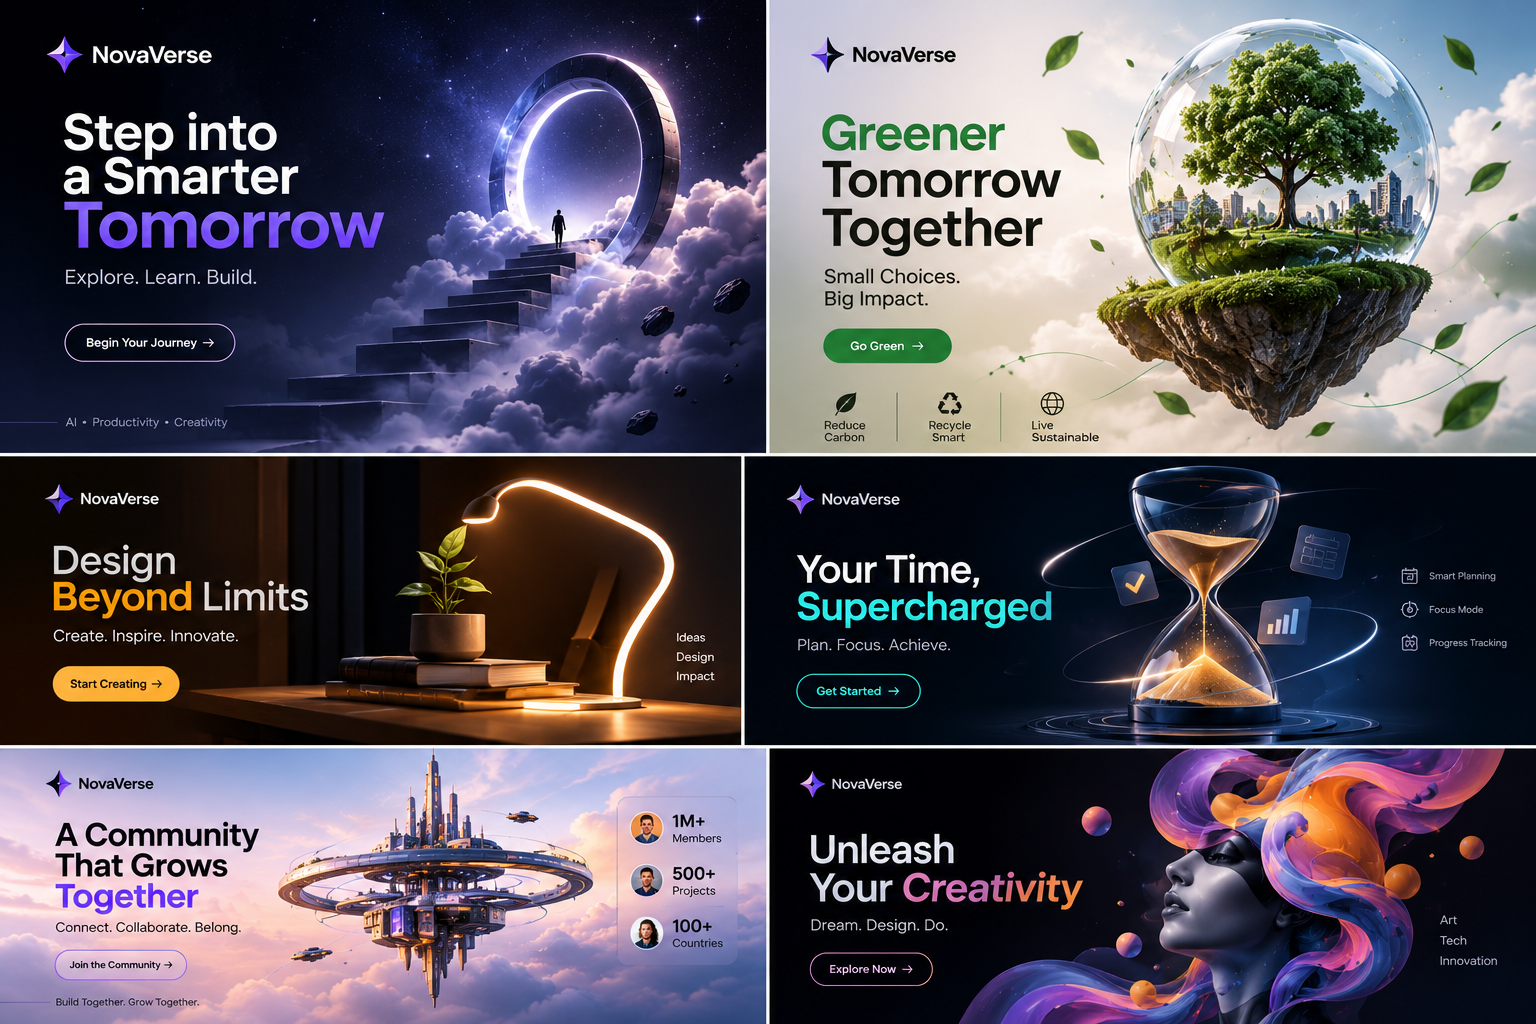 NovaVerse
Step into
a Smarter
Tomorrow
Explore. Learn. Build.
Begin Your Journey →
AI • Productivity • Creativity
NovaVerse
Greener
Tomorrow
Together
Small Choices.
Big Impact.
Go Green →
Reduce
Carbon
Recycle
Smart
Live
Sustainable
NovaVerse
Design
Beyond Limits
Create. Inspire. Innovate.
Start Creating →
Ideas
Design
Impact
NovaVerse
Your Time,
Supercharged
Plan. Focus. Achieve.
Get Started →
Smart Planning
Focus Mode
Progress Tracking
NovaVerse
A Community
That Grows
Together
Connect. Collaborate. Belong.
Join the Community →
Build Together. Grow Together.
1M+
Members
500+
Projects
100+
Countries
NovaVerse
Unleash
Your Creativity
Dream. Design. Do.
Explore Now →
Art
Tech
Innovation